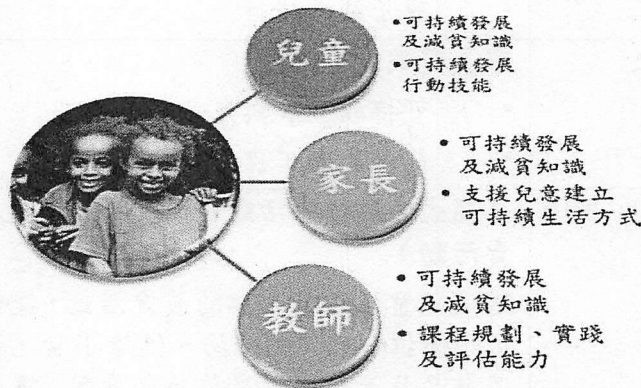 兒童
•可持續發展
及減貧知識
•可持續發展
行動技能
家長
•可持續發展
及減貧知識
•支援兒意建立
可持續生活方式
教師
•可持續發展
及減貧知識
•課程規劃、實踐
及評估能力